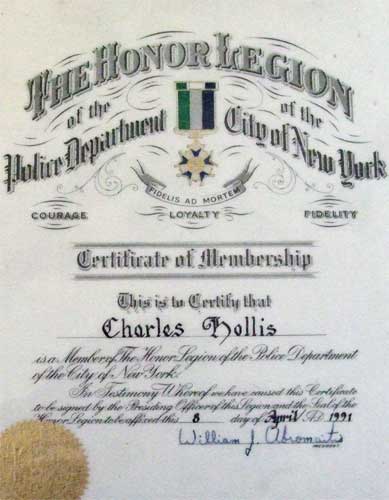 The Honor Legion
of the of the
Police Department City of New York
FIDELIS AD MORTEM
COURAGE LOYALTY FIDELITY
Certificate of Membership
This is to Certify that
Charles Hollis
is a Member of The Honor Legion of the Police Department
of the City of New York.
In Testimony Whereof we have caused this Certificate
to be signed by the Presiding Officer of this Legion and the Seal of the
Honor Legion to be affixed this 8 day of April A.D. 1991
William J. Abromaitis
PRESIDENT